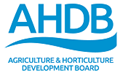 AHDB
AGRICULTURE & HORTICULTURE
DEVELOPMENT BOARD